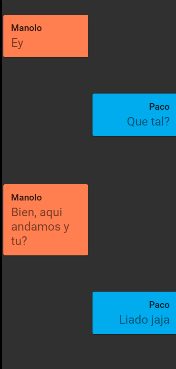 Manolo
Ey
Paco
Que tal?
Manolo
Bien, aqui
andamos y
tu?
Paco
Liado jaja